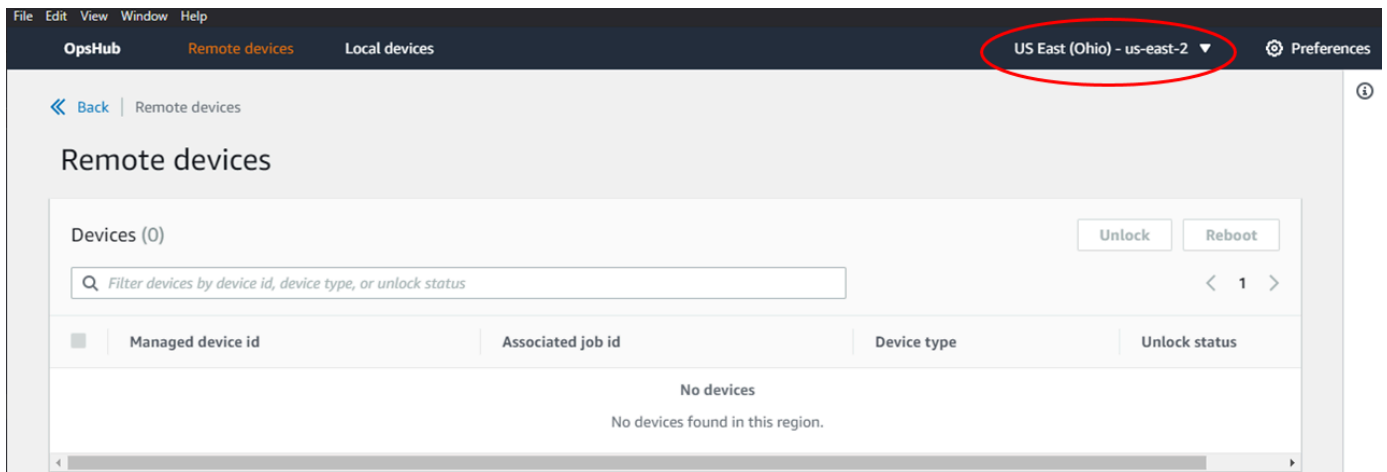 File Edit View Window Help
OpsHub Remote devices Local devices US East (Ohio) - us-east-2 ▼ Preferences
Back | Remote devices
Remote devices
Devices (0) Unlock Reboot
Filter devices by device id, device type, or unlock status < 1 >
Managed device id Associated job id Device type Unlock status
No devices
No devices found in this region.